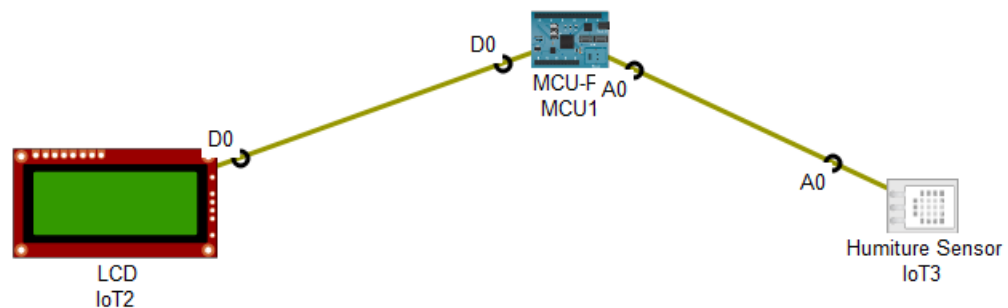 D0
MCU-F
A0
MCU1
D0
A0
LCD
IoT2
Humiture Sensor
IoT3